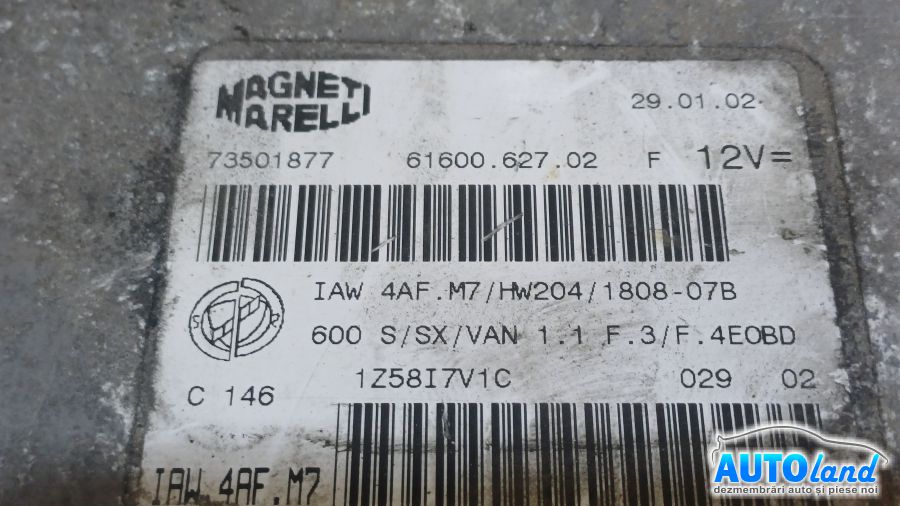 MAGNETI
MARELLI
29.01.02
73501877 61600.627.02 F 12V=
IAW 4AF.M7/HW204/1808-07B
S R
600 S/SX/VAN 1.1 F.3/F.4EOBD
1Z58I7V1C 029 02
C 146
IAW 4AF.M7
AUTOland
dezmembrări auto și piese noi